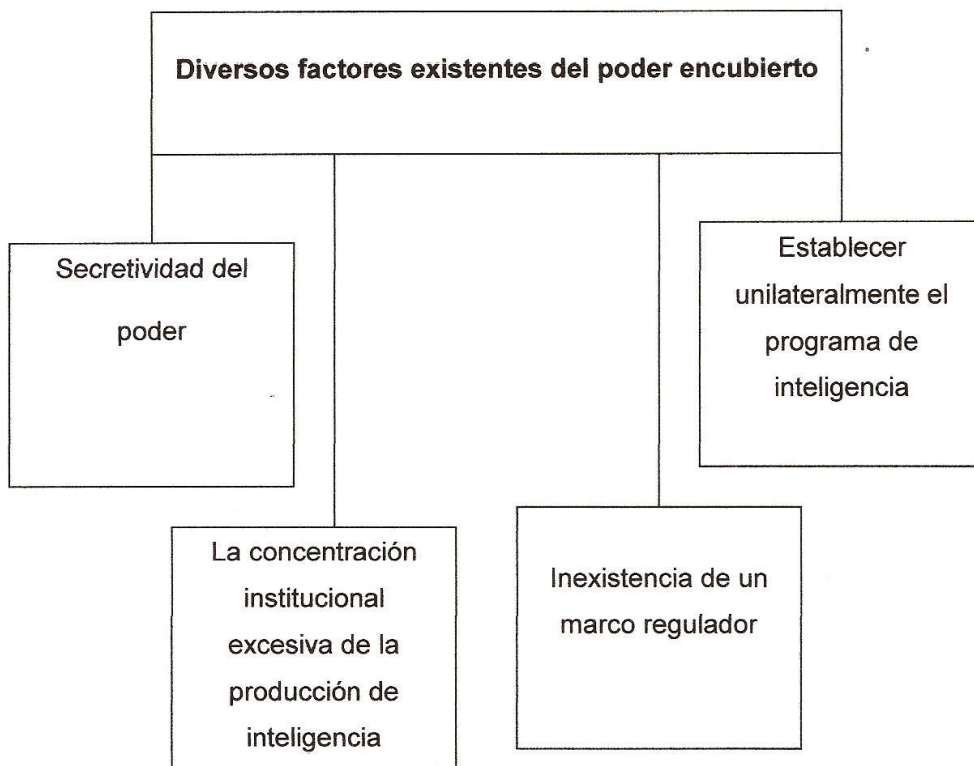 Diversos factores existentes del poder encubierto
Secretividad del
poder
Establecer
unilateralmente el
programa de
inteligencia
La concentración
institucional
excesiva de la
producción de
inteligencia
Inexistencia de un
marco regulador